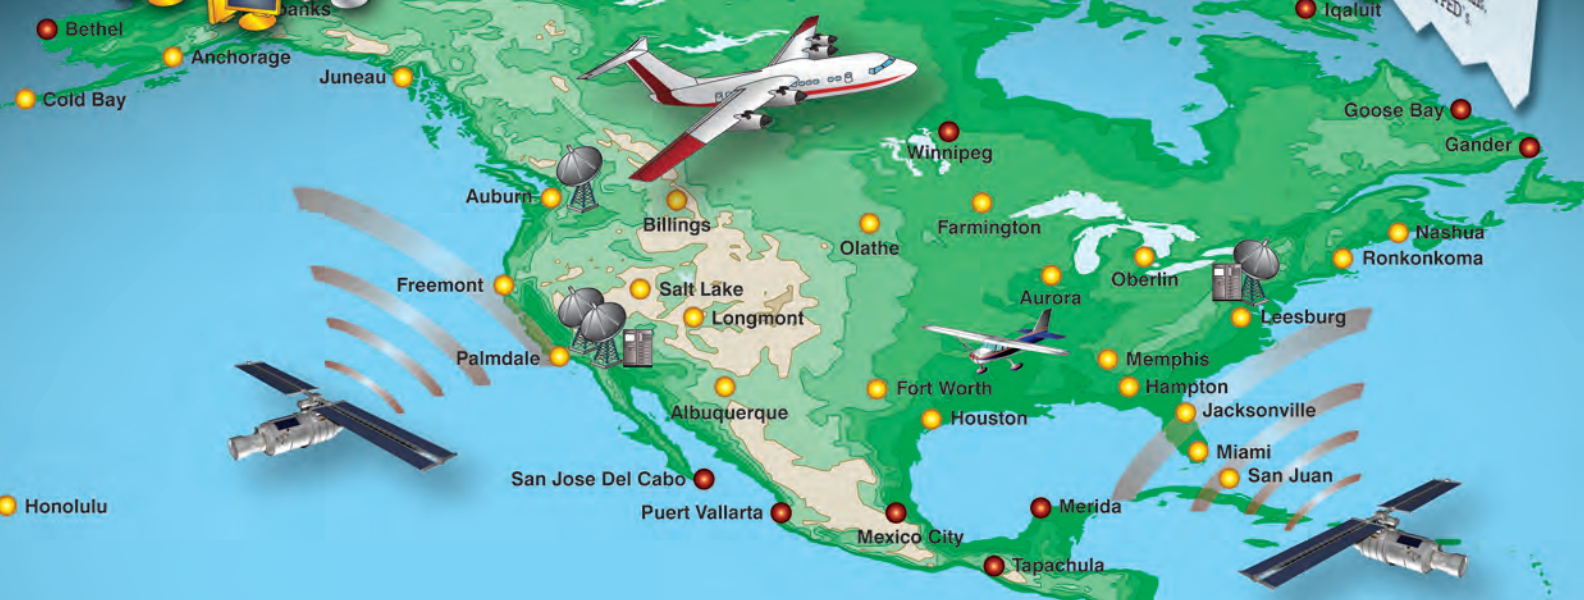 banks
Iqaluit
Bethel
Anchorage
Juneau
Cold Bay
Goose Bay
Gander
Winnipeg
Auburn
Billings
Farmington
Olathe
Nashua
Ronkonkoma
Oberlin
Freemont
Salt Lake
Aurora
Longmont
Leesburg
Palmdale
Memphis
Fort Worth
Hampton
Albuquerque
Houston
Jacksonville
Miami
San Jose Del Cabo
San Juan
Honolulu
Puert Vallarta
Merida
Mexico City
Tapachula